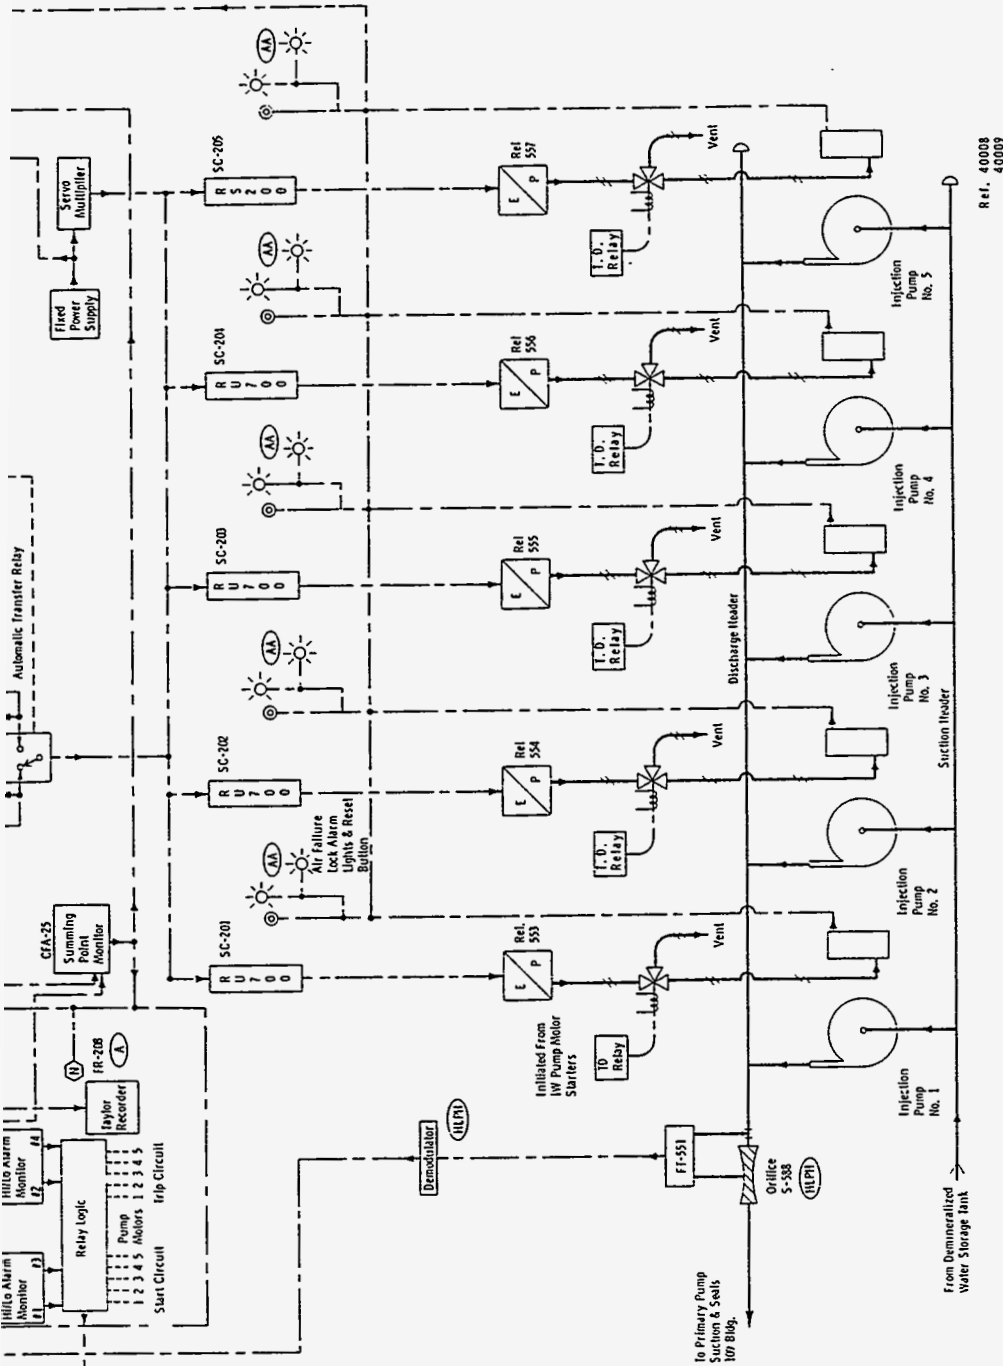 Automatic Transfer Relay
Fixed
Power
Supply
Servo
Multiplier
CFA-25
Summing
Point
Monitor
Hi/Lo Alarm
Monitor
#1
#3
Hi/Lo Alarm
Monitor
#2
#4
Relay Logic
1 2 3 4 5
Start Circuit
Pump
Motors
1 2 3 4 5
Trip Circuit
Taylor
Recorder
N
FR-208
A
SC-201
R U 7 0 0
SC-202
R U 7 0 0
SC-203
R U 7 0 0
SC-204
R U 7 0 0
SC-205
R S 2 0 0
AA
AA
AA
AA
AA
Air Failure
Lock Alarm
Lights & Reset
Button
Demodulator
HLPH
Rel.
553
E
P
Rel
554
E
P
Rel
555
E
P
Rel
556
E
P
Rel
557
E
P
Initiated From
IW Pump Motor
Starters
TD
Relay
T. D.
Relay
T. D.
Relay
T. D.
Relay
T. D.
Relay
Vent
Vent
Vent
Vent
Vent
FT-551
Orifice
S-588
HLPH
Discharge Header
To Primary Pump
Suction & Seals
109 Bldg.
Injection
Pump
No. 1
Injection
Pump
No. 2
Injection
Pump
No. 3
Injection
Pump
No. 4
Injection
Pump
No. 5
Suction Header
From Demineralized
Water Storage Tank
Ref. 40008
40009